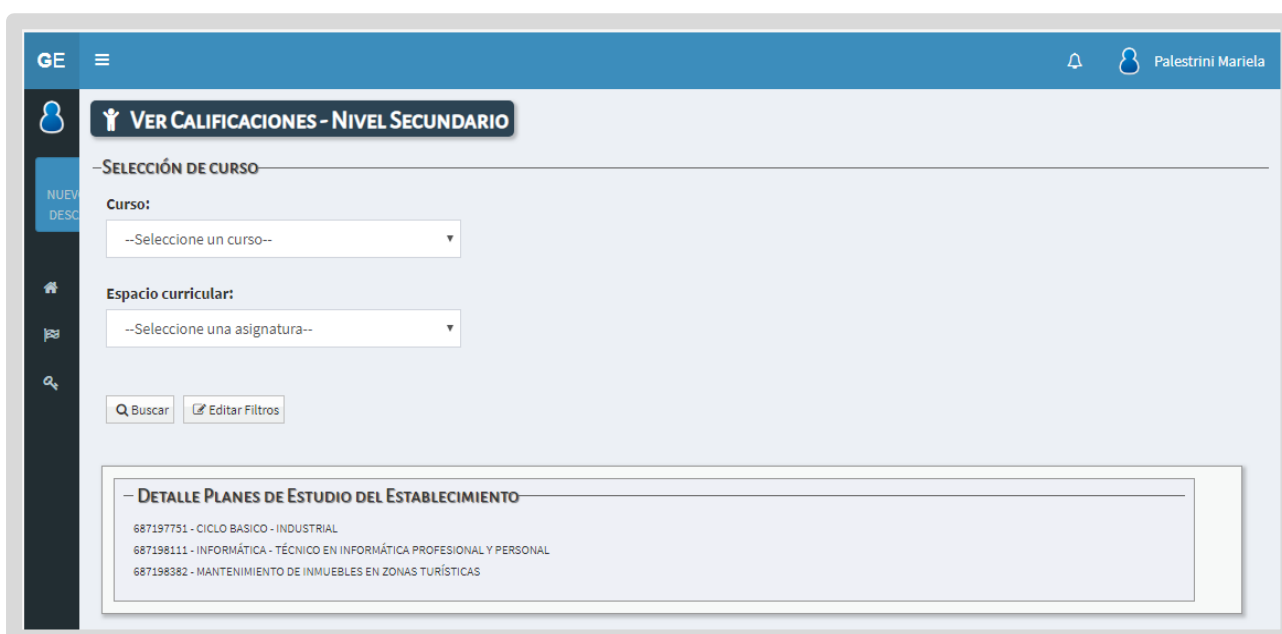 GE
Palestrini Mariela
VER CALIFICACIONES - NIVEL SECUNDARIO
SELECCIÓN DE CURSO
NUEV
DESC
Curso:
--Seleccione un curso--
Espacio curricular:
--Seleccione una asignatura--
Buscar Editar Filtros
DETALLE PLANES DE ESTUDIO DEL ESTABLECIMIENTO
687197751 - CICLO BASICO - INDUSTRIAL
687198111 - INFORMÁTICA - TÉCNICO EN INFORMÁTICA PROFESIONAL Y PERSONAL
687198382 - MANTENIMIENTO DE INMUEBLES EN ZONAS TURÍSTICAS